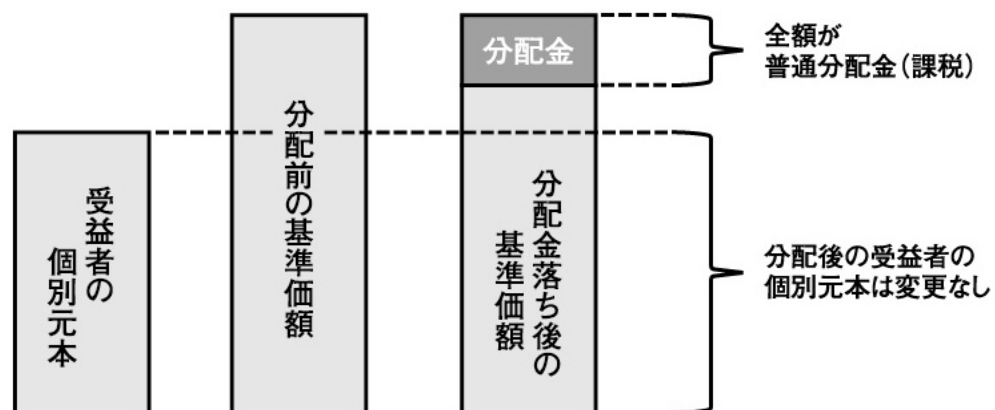 受益者の
個別元本
分配前の基準価額
分配金
分配金落ち後の
基準価額
全額が
普通分配金（課税）
分配後の受益者の
個別元本は変更なし